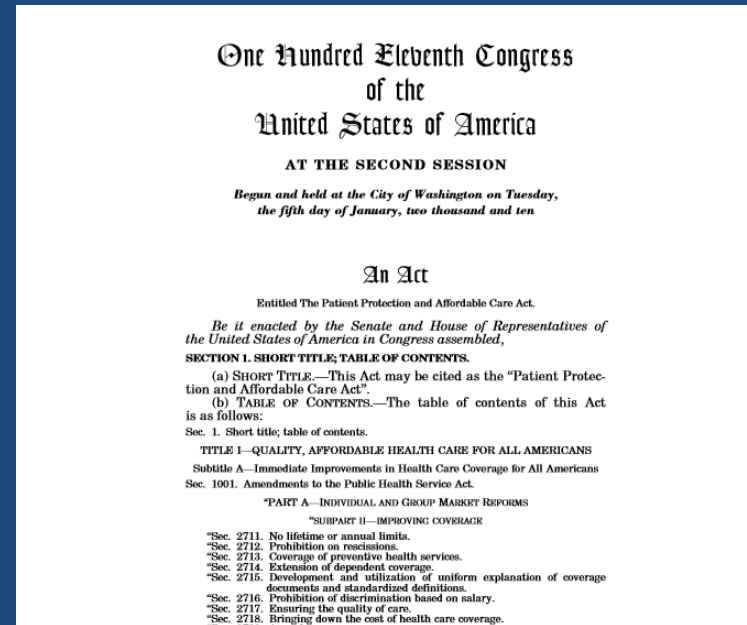 One Hundred Eleventh Congress
of the
United States of America
AT THE SECOND SESSION
Begun and held at the City of Washington on Tuesday,
the fifth day of January, two thousand and ten
An Act
Entitled The Patient Protection and Affordable Care Act.
Be it enacted by the Senate and House of Representatives of
the United States of America in Congress assembled,
SECTION 1. SHORT TITLE; TABLE OF CONTENTS.
(a) SHORT TITLE.—This Act may be cited as the “Patient Protec-
tion and Affordable Care Act”.
(b) TABLE OF CONTENTS.—The table of contents of this Act
is as follows:
Sec. 1. Short title; table of contents.
TITLE I—QUALITY, AFFORDABLE HEALTH CARE FOR ALL AMERICANS
Subtitle A—Immediate Improvements in Health Care Coverage for All Americans
Sec. 1001. Amendments to the Public Health Service Act.
“PART A—INDIVIDUAL AND GROUP MARKET REFORMS
“SUBPART II—IMPROVING COVERAGE
“Sec. 2711. No lifetime or annual limits.
“Sec. 2712. Prohibition on rescissions.
“Sec. 2713. Coverage of preventive health services.
“Sec. 2714. Extension of dependent coverage.
“Sec. 2715. Development and utilization of uniform explanation of coverage
documents and standardized definitions.
“Sec. 2716. Prohibition of discrimination based on salary.
“Sec. 2717. Ensuring the quality of care.
“Sec. 2718. Bringing down the cost of health care coverage.